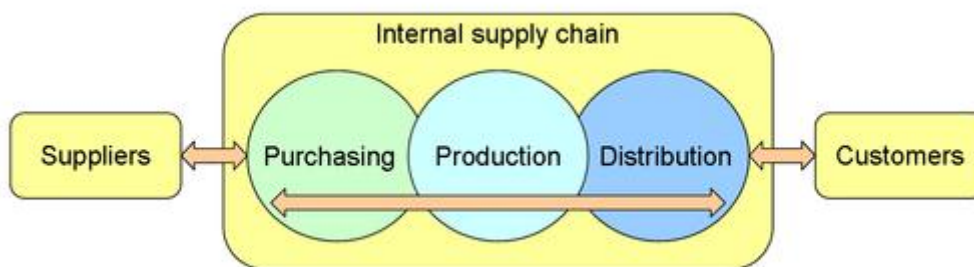 Internal supply chain
Suppliers
Purchasing
Production
Distribution
Customers